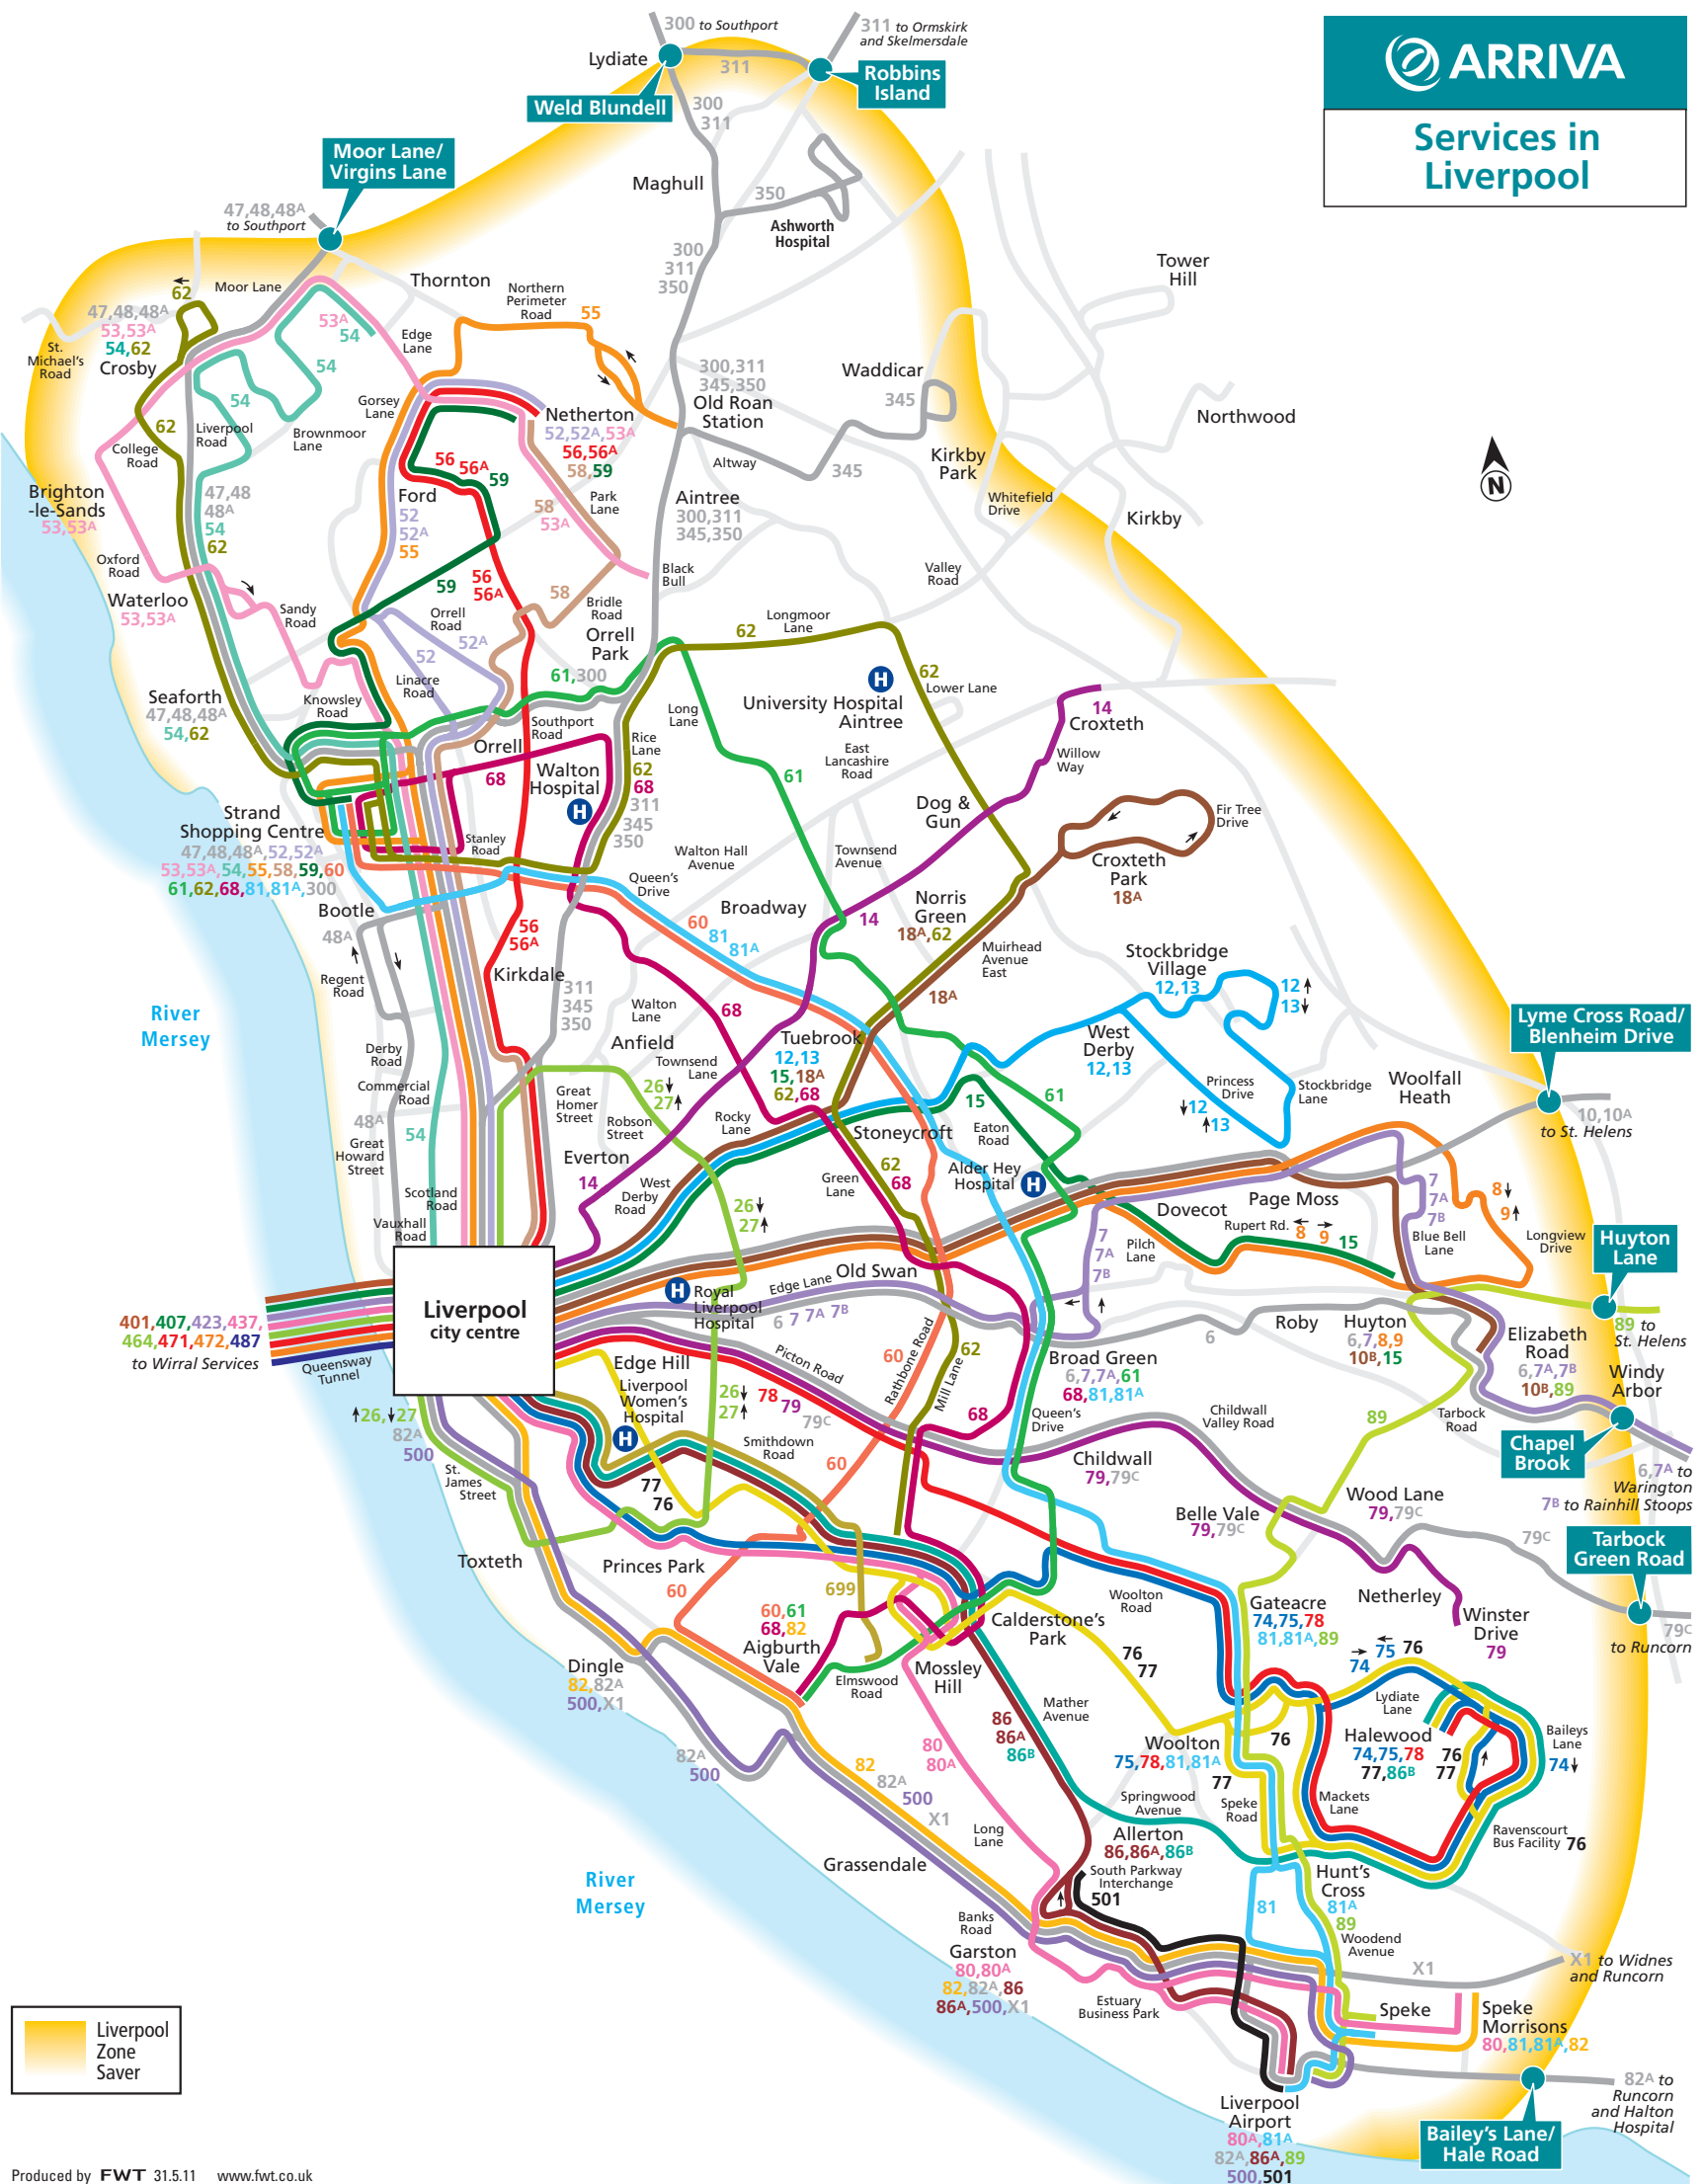 ARRIVA
Services in
Liverpool
300 to Southport
311 to Ormskirk
and Skelmersdale
Lydiate
311
Robbins
Island
Weld Blundell
300
311
Moor Lane/
Virgins Lane
Maghull
350
Ashworth
Hospital
47,48,48A
to Southport
300
311
350
Tower
Hill
Thornton
Moor Lane
62
Northern
Perimeter
Road
55
47,48,48A
53,53A
54,62
Crosby
St.
Michael's
Road
53A
54
Edge
Lane
54
54
300,311
345,350
Old Roan
Station
Waddicar
345
Northwood
Gorsey
Lane
Netherton
52,52A,53A
56,56A
58,59
62
Liverpool
Road
College
Road
Brownmoor
Lane
Altway
345
Kirkby
Park
56
56A
59
Brighton
-le-Sands
53,53A
47,48
48A
54
62
Ford
52
52A
55
58
53A
Park
Lane
Aintree
300,311
345,350
Whitefield
Drive
Kirkby
N
Oxford
Road
Waterloo
53,53A
Sandy
Road
59
56
56A
58
Black
Bull
Valley
Road
Orrell
Road
52A
Bridle
Road
Orrell
Park
62
Longmoor
Lane
52
Linacre
Road
61,300
University Hospital
Aintree
H
62
Lower Lane
14
Croxteth
Seaforth
47,48,48A
54,62
Knowsley
Road
Southport
Road
Long
Lane
Orrell
68
Walton
Hospital
H
Rice
Lane
62
68
311
345
350
61
East
Lancashire
Road
Willow
Way
Strand
Shopping Centre
47,48,48A,52,52A
53,53A,54,55,58,59,60
61,62,68,81,81A,300
Stanley
Road
Dog &
Gun
Fir Tree
Drive
Walton Hall
Avenue
Townsend
Avenue
Croxteth
Park
18A
Queen's
Drive
Bootle
48A
Broadway
60
81
81A
14
Norris
Green
18A,62
56
56A
Muirhead
Avenue
East
Kirkdale
Regent
Road
311
345
350
Walton
Lane
68
18A
Stockbridge
Village
12,13
12
13
River
Mersey
Lyme Cross Road/
Blenheim Drive
Anfield
Tuebrook
12,13
15,18A
62,68
West
Derby
12,13
Derby
Road
Townsend
Lane
Commercial
Road
26
27
Great
Homer
Street
Robson
Street
Rocky
Lane
15
61
Princess
Drive
Stockbridge
Lane
Woolfall
Heath
12
13
10,10A
to St. Helens
48A
54
Great
Howard
Street
Stoneycroft
Eaton
Road
Everton
14
62
68
Alder Hey
Hospital
H
Green
Lane
West
Derby
Road
Scotland
Road
Vauxhall
Road
26
27
7
7A
7B
8
9
Page Moss
Dovecot
Rupert Rd.
8
9
15
Blue Bell
Lane
Longview
Drive
Huyton
Lane
7
7A
7B
Pilch
Lane
Old Swan
Edge Lane
H
Royal
Liverpool
Hospital
6
7
7A
7B
Liverpool
city centre
401,407,423,437,
464,471,472,487
to Wirral Services
Queensway
Tunnel
6
Roby
Huyton
6,7,8,9
10B,15
89 to
St. Helens
Elizabeth
Road
6,7A,7B
10B,89
Windy
Arbor
Edge Hill
Liverpool
Women's
Hospital
H
Picton Road
60
Rathbone Road
Mill Lane
62
Broad Green
6,7,7A,61
68,81,81A
26
27
78
79
79C
68
Queen's
Drive
Childwall
Valley Road
89
Tarbock
Road
26,27
82A
500
Smithdown
Road
Childwall
79,79C
Chapel
Brook
6,7A to
Warington
7B to Rainhill Stoops
St.
James
Street
77
76
60
Belle Vale
79,79C
Wood Lane
79,79C
79C
Tarbock
Green Road
Toxteth
Princes Park
60
699
Woolton
Road
Gateacre
74,75,78
81,81A,89
Netherley
Winster
Drive
79
79C
to Runcorn
60,61
68,82
Aigburth
Vale
Calderstone's
Park
76
77
74
75
76
Dingle
82,82A
500,X1
Elmswood
Road
Mossley
Hill
Lydiate
Lane
Mather
Avenue
86
86A
86B
80
80A
82A
500
Woolton
75,78,81,81A
76
Halewood
74,75,78
77,86B
76
77
Baileys
Lane
74
82
82A
500
X1
77
Springwood
Avenue
Speke
Road
Mackets
Lane
Long
Lane
Allerton
86,86A,86B
Ravenscourt
Bus Facility 76
Grassendale
South Parkway
Interchange
501
Hunt's
Cross
81A
89
81
Woodend
Avenue
River
Mersey
Banks
Road
Garston
80,80A
82,82A,86
86A,500,X1
X1
X1 to Widnes
and Runcorn
Estuary
Business Park
Speke
Speke
Morrisons
80,81,81A,82
Liverpool
Zone
Saver
82A to
Runcorn
and Halton
Hospital
Liverpool
Airport
80A,81A
82A,86A,89
500,501
Bailey's Lane/
Hale Road
Produced by FWT 31.5.11 www.fwt.co.uk